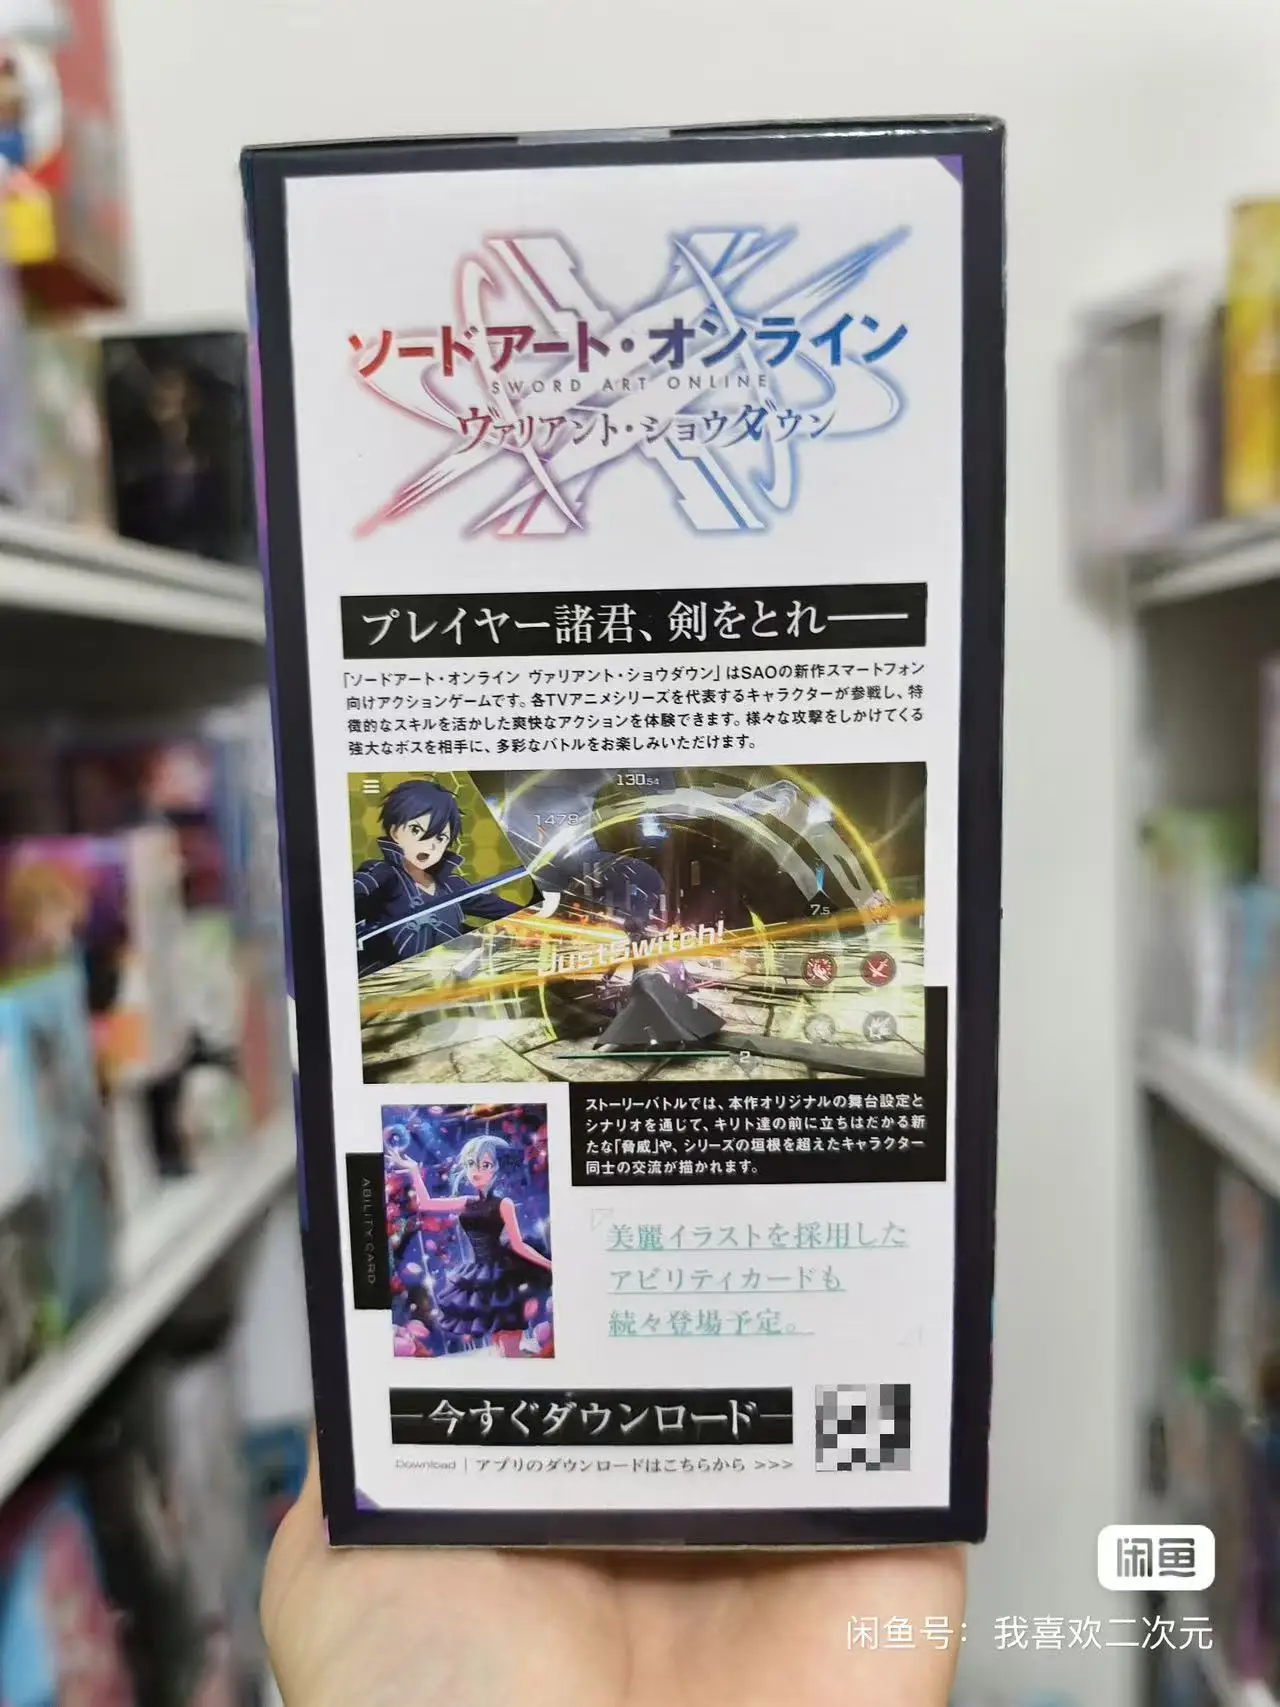 ソードアート・オンライン
SWORD ART ONLINE
ヴァリアント・ショウダウン
プレイヤー諸君、剣をとれ──
「ソードアート・オンライン ヴァリアント・ショウダウン」はSAOの新作スマートフォン
向けアクションゲームです。各TVアニメシリーズを代表するキャラクターが参戦し、特
徴的なスキルを活かした爽快なアクションを体験できます。様々な攻撃をしかけてくる
強大なボスを相手に、多彩なバトルをお楽しみいただけます。
130.54
1478
7.5
JustSwitch!
2
ストーリーバトルでは、本作オリジナルの舞台設定と
シナリオを通じて、キリト達の前に立ちはだかる新
たな「脅威」や、シリーズの垣根を超えたキャラクター
同士の交流が描かれます。
ABILITY CARD
美麗イラストを採用した
アビリティカードも
続々登場予定。
─今すぐダウンロード─
Download | アプリのダウンロードはこちらから >>>
闲鱼
闲鱼号：我喜欢二次元